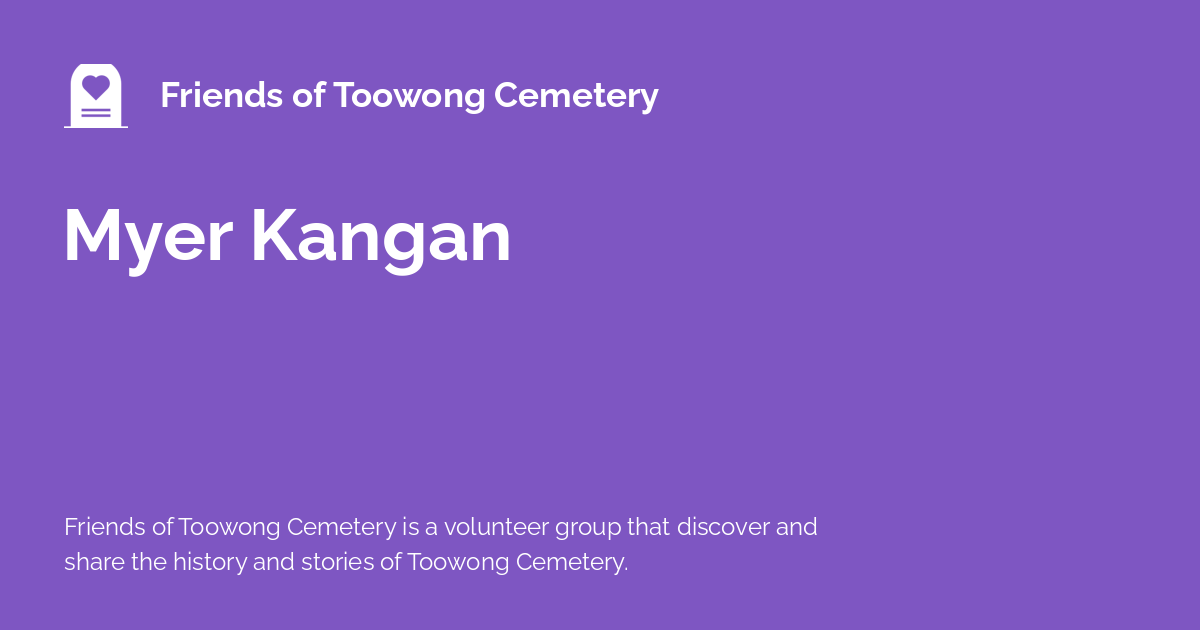 Friends of Toowong Cemetery
Myer Kangan
Friends of Toowong Cemetery is a volunteer group that discover and
share the history and stories of Toowong Cemetery.